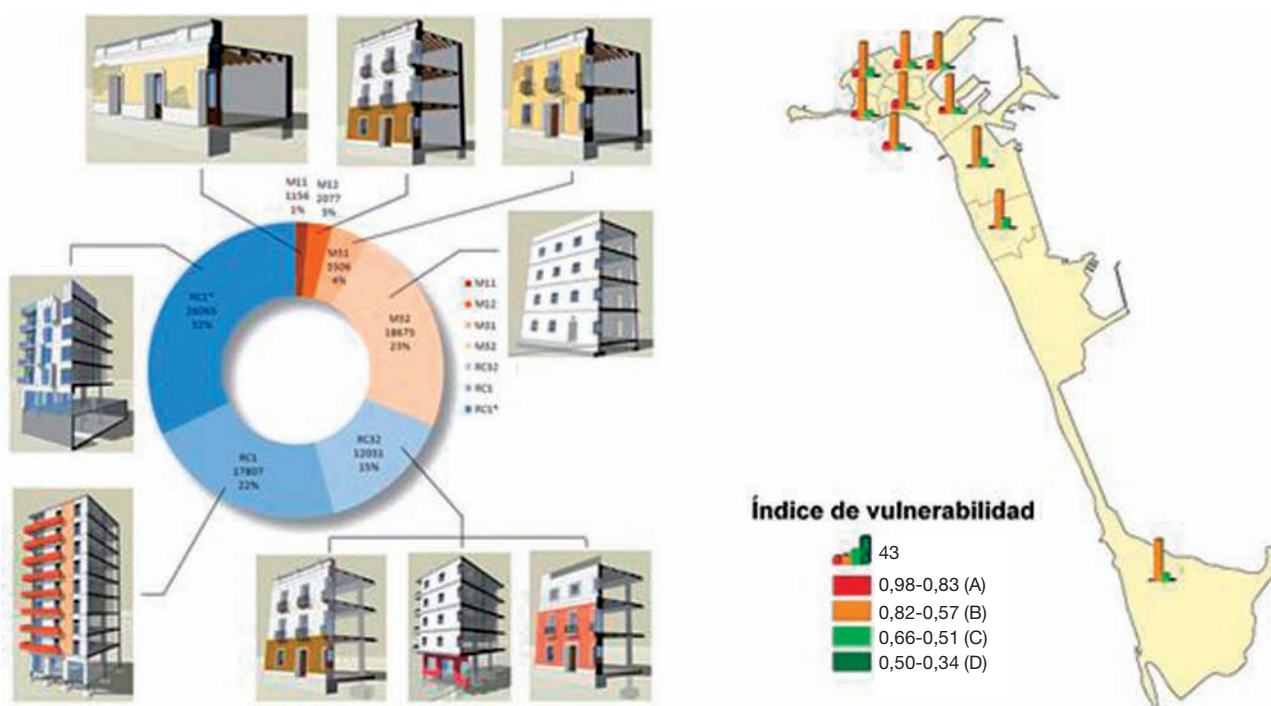 M11
1156
1%
M12
2077
3%
M31
3506
4%
M32
18675
23%
RC32
12031
15%
RC1
17807
22%
RC1*
26065
32%
M11
M12
M31
M32
RC32
RC1
RC1*
Índice de vulnerabilidad
43
0,98-0,83 (A)
0,82-0,57 (B)
0,66-0,51 (C)
0,50-0,34 (D)